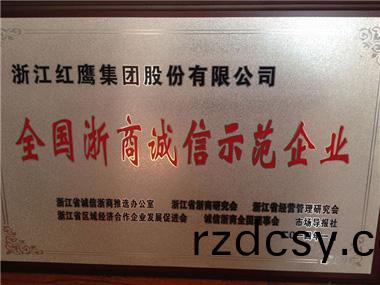 浙江红鹰集团股份有限公司
全国浙商诚信示范企业
浙江省诚信浙商推选办公室 浙江省浙商研究会 浙江省经营管理研究会
浙江省区域经济合作企业发展促进会 诚信浙商全国理事会 市场导报社
rzdcsy.c